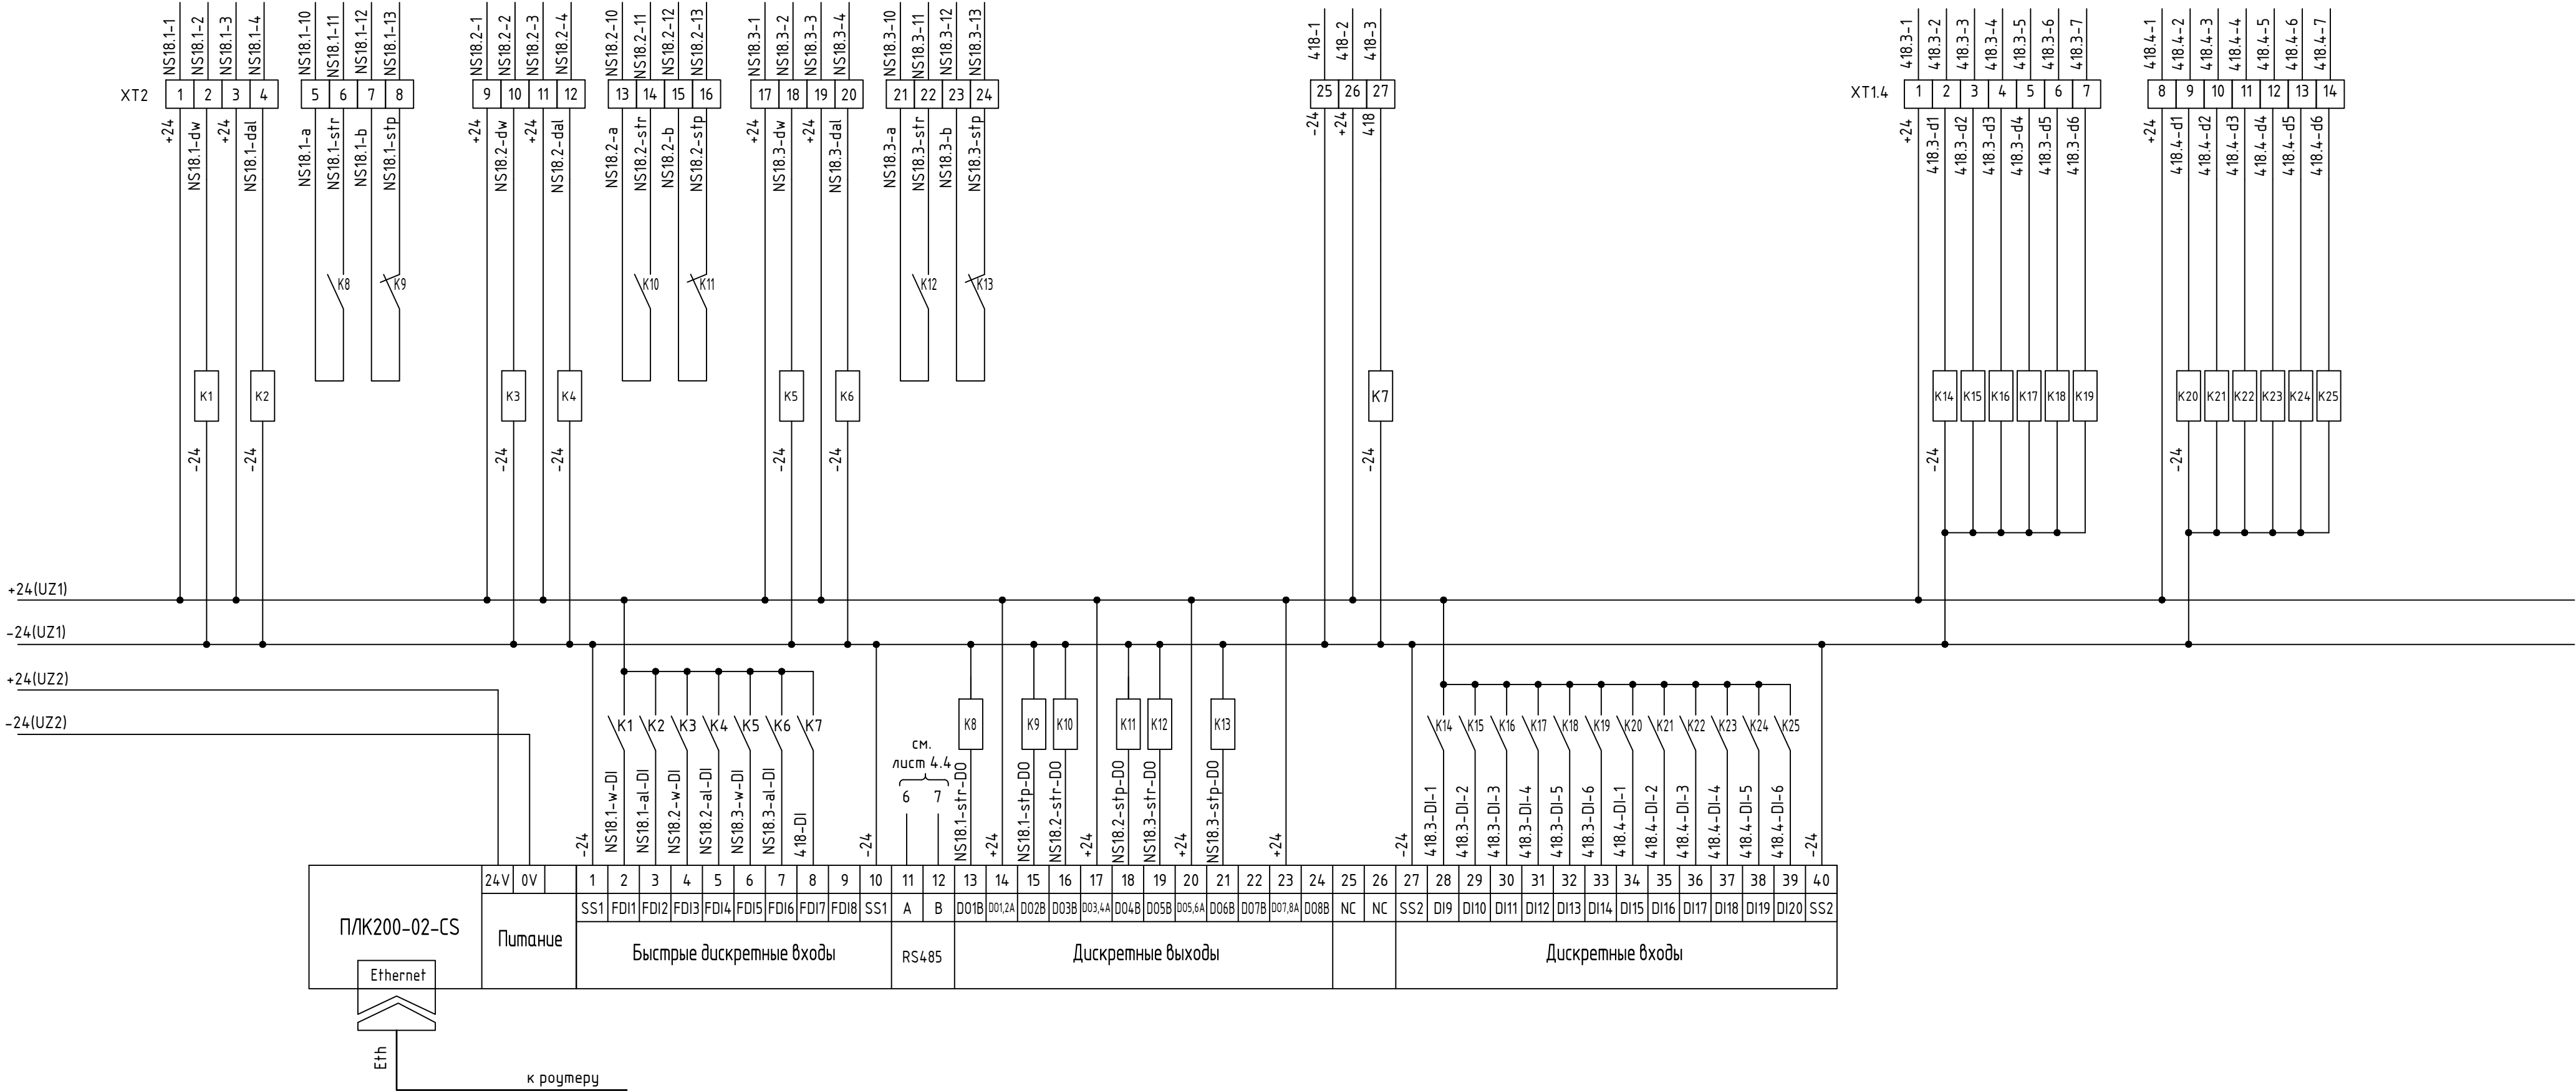 NS18.1-1 NS18.1-2 NS18.1-3 NS18.1-4 NS18.1-10 NS18.1-11 NS18.1-12 NS18.1-13 NS18.2-1 NS18.2-2 NS18.2-3 NS18.2-4 NS18.2-10 NS18.2-11 NS18.2-12 NS18.2-13 NS18.3-1 NS18.3-2 NS18.3-3 NS18.3-4 NS18.3-10 NS18.3-11 NS18.3-12 NS18.3-13 418-1 418-2 418-3 418.3-1 418.3-2 418.3-3 418.3-4 418.3-5 418.3-6 418.3-7 418.4-1 418.4-2 418.4-3 418.4-4 418.4-5 418.4-6 418.4-7
XT2 1 2 3 4 5 6 7 8 9 10 11 12 13 14 15 16 17 18 19 20 21 22 23 24 25 26 27 XT1.4 1 2 3 4 5 6 7 8 9 10 11 12 13 14
+24 NS18.1-dw +24 NS18.1-dal NS18.1-a NS18.1-str NS18.1-b NS18.1-stp +24 NS18.2-dw +24 NS18.2-dal NS18.2-a NS18.2-str NS18.2-b NS18.2-stp +24 NS18.3-dw +24 NS18.3-dal NS18.3-a NS18.3-str NS18.3-b NS18.3-stp -24 +24 418 +24 418.3-d1 418.3-d2 418.3-d3 418.3-d4 418.3-d5 418.3-d6 +24 418.4-d1 418.4-d2 418.4-d3 418.4-d4 418.4-d5 418.4-d6
K8 K9 K10 K11 K12 K13
K1 K2 K3 K4 K5 K6 K7 K14 K15 K16 K17 K18 K19 K20 K21 K22 K23 K24 K25
-24 -24 -24 -24 -24 -24 -24 -24 -24
+24(UZ1)
-24(UZ1)
+24(UZ2)
-24(UZ2)
K1 K2 K3 K4 K5 K6 K7 K8 K9 K10 K11 K12 K13 K14 K15 K16 K17 K18 K19 K20 K21 K22 K23 K24 K25
см.
лист 4.4
6 7
-24 NS18.1-w-DI NS18.1-al-DI NS18.2-w-DI NS18.2-al-DI NS18.3-w-DI NS18.3-al-DI 418-DI -24 NS18.1-str-DO +24 NS18.1-stp-DO NS18.2-str-DO +24 NS18.2-stp-DO NS18.3-str-DO +24 NS18.3-stp-DO +24 -24 418.3-DI-1 418.3-DI-2 418.3-DI-3 418.3-DI-4 418.3-DI-5 418.3-DI-6 418.4-DI-1 418.4-DI-2 418.4-DI-3 418.4-DI-4 418.4-DI-5 418.4-DI-6 -24
24V 0V 1 2 3 4 5 6 7 8 9 10 11 12 13 14 15 16 17 18 19 20 21 22 23 24 25 26 27 28 29 30 31 32 33 34 35 36 37 38 39 40
SS1 FDI1 FDI2 FDI3 FDI4 FDI5 FDI6 FDI7 FDI8 SS1 A B DO1B DO1,2A DO2B DO3B DO3,4A DO4B DO5B DO5,6A DO6B DO7B DO7,8A DO8B NC NC SS2 DI9 DI10 DI11 DI12 DI13 DI14 DI15 DI16 DI17 DI18 DI19 DI20 SS2
ПЛК200-02-CS Питание Быстрые дискретные входы RS485 Дискретные выходы Дискретные входы
Ethernet
Eth
к роутеру